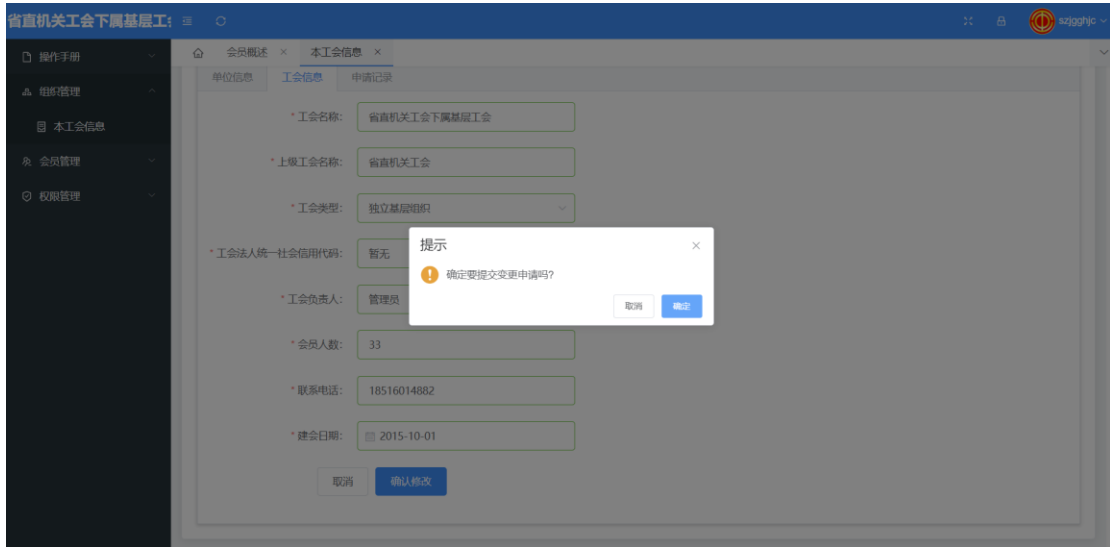 省直机关工会下属基层工会
szjgghjc
操作手册
组织管理
本工会信息
会员管理
权限管理
会员概述 ×
本工会信息 ×
单位信息
工会信息
申请记录
* 工会名称: 省直机关工会下属基层工会
* 上级工会名称: 省直机关工会
* 工会类型: 独立基层组织
* 工会法人统一社会信用代码: 暂无
* 工会负责人: 管理员
* 会员人数: 33
* 联系电话: 18516014882
* 建会日期: 2015-10-01
取消 确认修改
提示 ×
确定要提交变更申请吗?
取消 确定